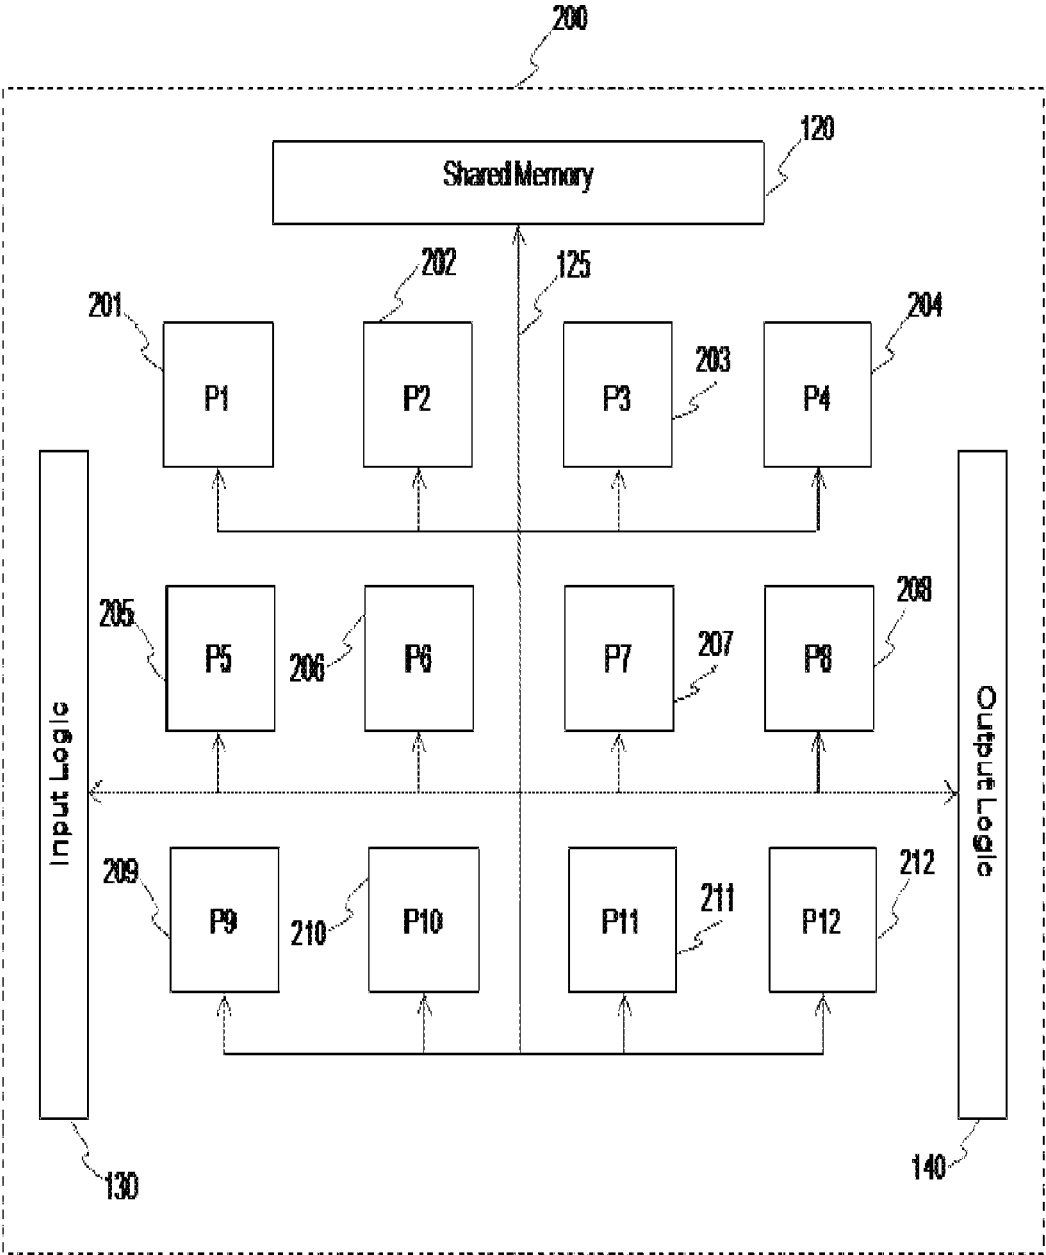 200
120
Shared Memory
202
125
201
204
203
P1
P2
P3
P4
208
205
207
206
P5
P6
P7
P8
Input Logic
Output Logic
209
212
211
210
P9
P10
P11
P12
130
140